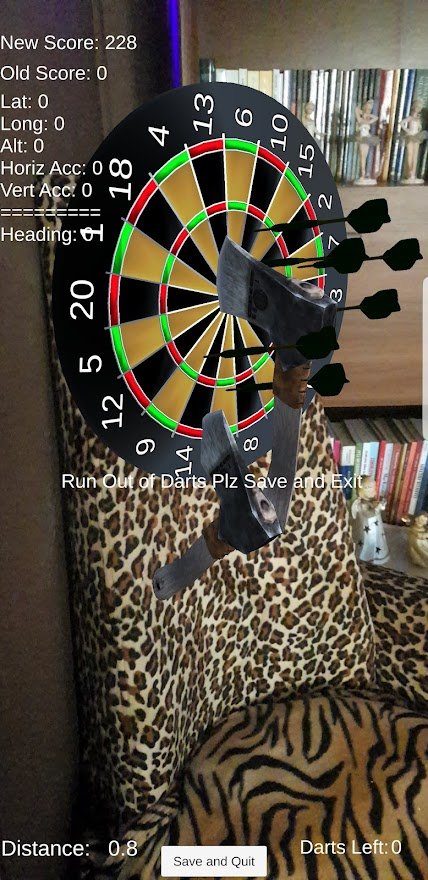 New Score: 228
Old Score: 0
Lat: 0
Long: 0
Alt: 0
Horiz Acc: 0
Vert Acc: 0
=========
Heading: 0
13
6
4
10
15
18
2
1
7
20
3
5
12
9
14
8
Run Out of Darts Plz Save and Exit
Distance: 0.8
Darts Left: 0
Save and Quit